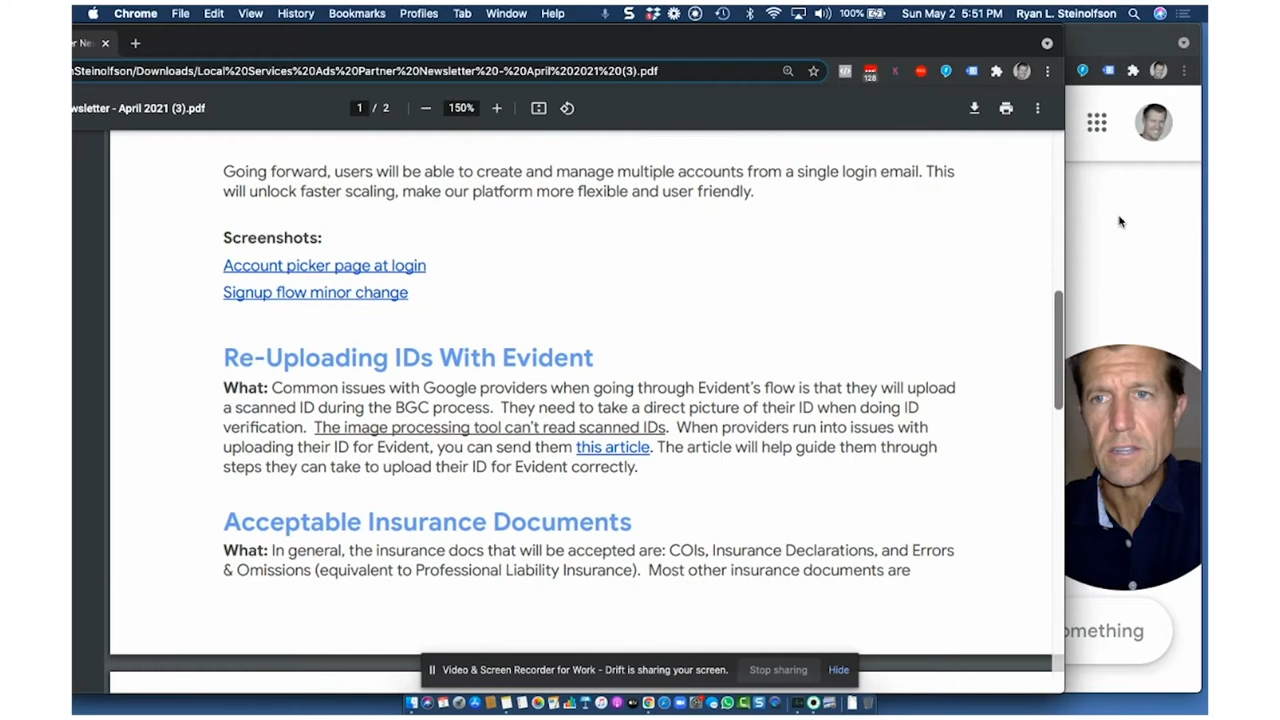 Chrome File Edit View History Bookmarks Profiles Tab Window Help 100% Sun May 2 5:51 PM Ryan L. Steinolfson
nSteinolfson/Downloads/Local%20Services%20Ads%20Partner%20Newsletter%20-%20April%202021%20(3).pdf
128
wsletter - April 2021 (3).pdf 1 / 2 150%
Going forward, users will be able to create and manage multiple accounts from a single login email. This
will unlock faster scaling, make our platform more flexible and user friendly.
Screenshots:
Account picker page at login
Signup flow minor change
Re-Uploading IDs With Evident
What: Common issues with Google providers when going through Evident's flow is that they will upload
a scanned ID during the BGC process. They need to take a direct picture of their ID when doing ID
verification. The image processing tool can't read scanned IDs. When providers run into issues with
uploading their ID for Evident, you can send them this article. The article will help guide them through
steps they can take to upload their ID for Evident correctly.
Acceptable Insurance Documents
What: In general, the insurance docs that will be accepted are: COIs, Insurance Declarations, and Errors
& Omissions (equivalent to Professional Liability Insurance). Most other insurance documents are
omething
Video & Screen Recorder for Work - Drift is sharing your screen. Stop sharing Hide